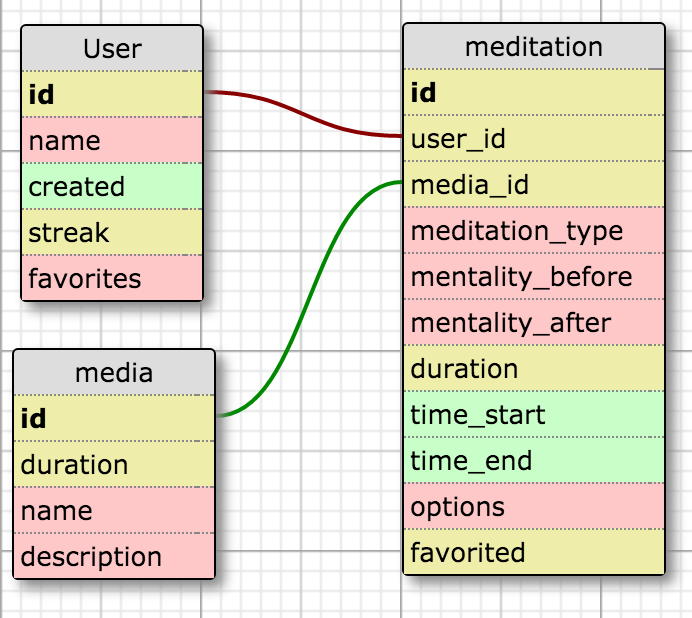 User
id
name
created
streak
favorites
media
id
duration
name
description
meditation
id
user_id
media_id
meditation_type
mentality_before
mentality_after
duration
time_start
time_end
options
favorited